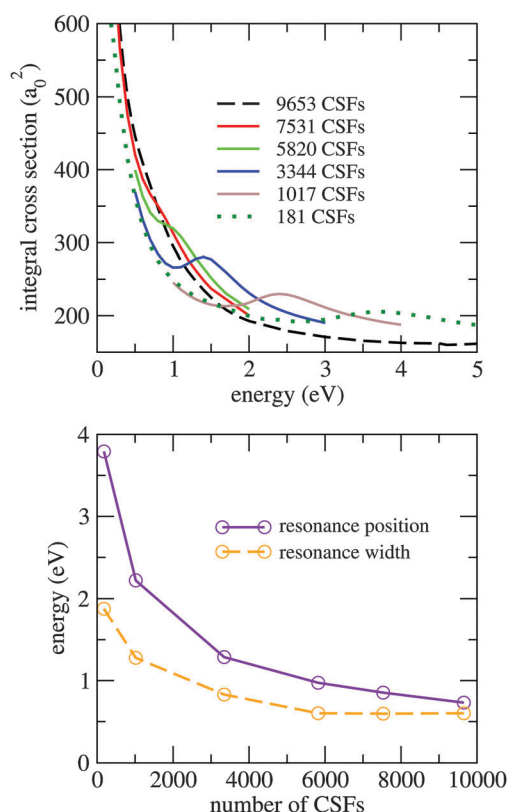 600
500
400
300
200
integral cross section (a₀²)
9653 CSFs
7531 CSFs
5820 CSFs
3344 CSFs
1017 CSFs
181 CSFs
0 1 2 3 4 5
energy (eV)
4
3
2
1
0
energy (eV)
resonance position
resonance width
0 2000 4000 6000 8000 10000
number of CSFs